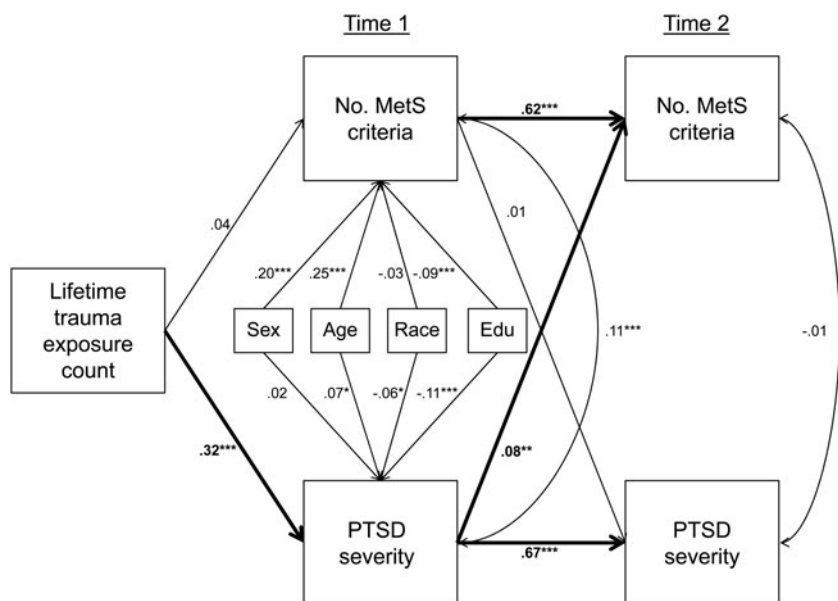 Time 1
Time 2
No. MetS
criteria
No. MetS
criteria
.62***
.04
.01
.20***
.25***
-.03
-.09***
Lifetime
trauma
exposure
count
Sex
Age
Race
Edu
.11***
-.01
.02
.07*
-.06*
-.11***
.32***
.08**
PTSD
severity
PTSD
severity
.67***